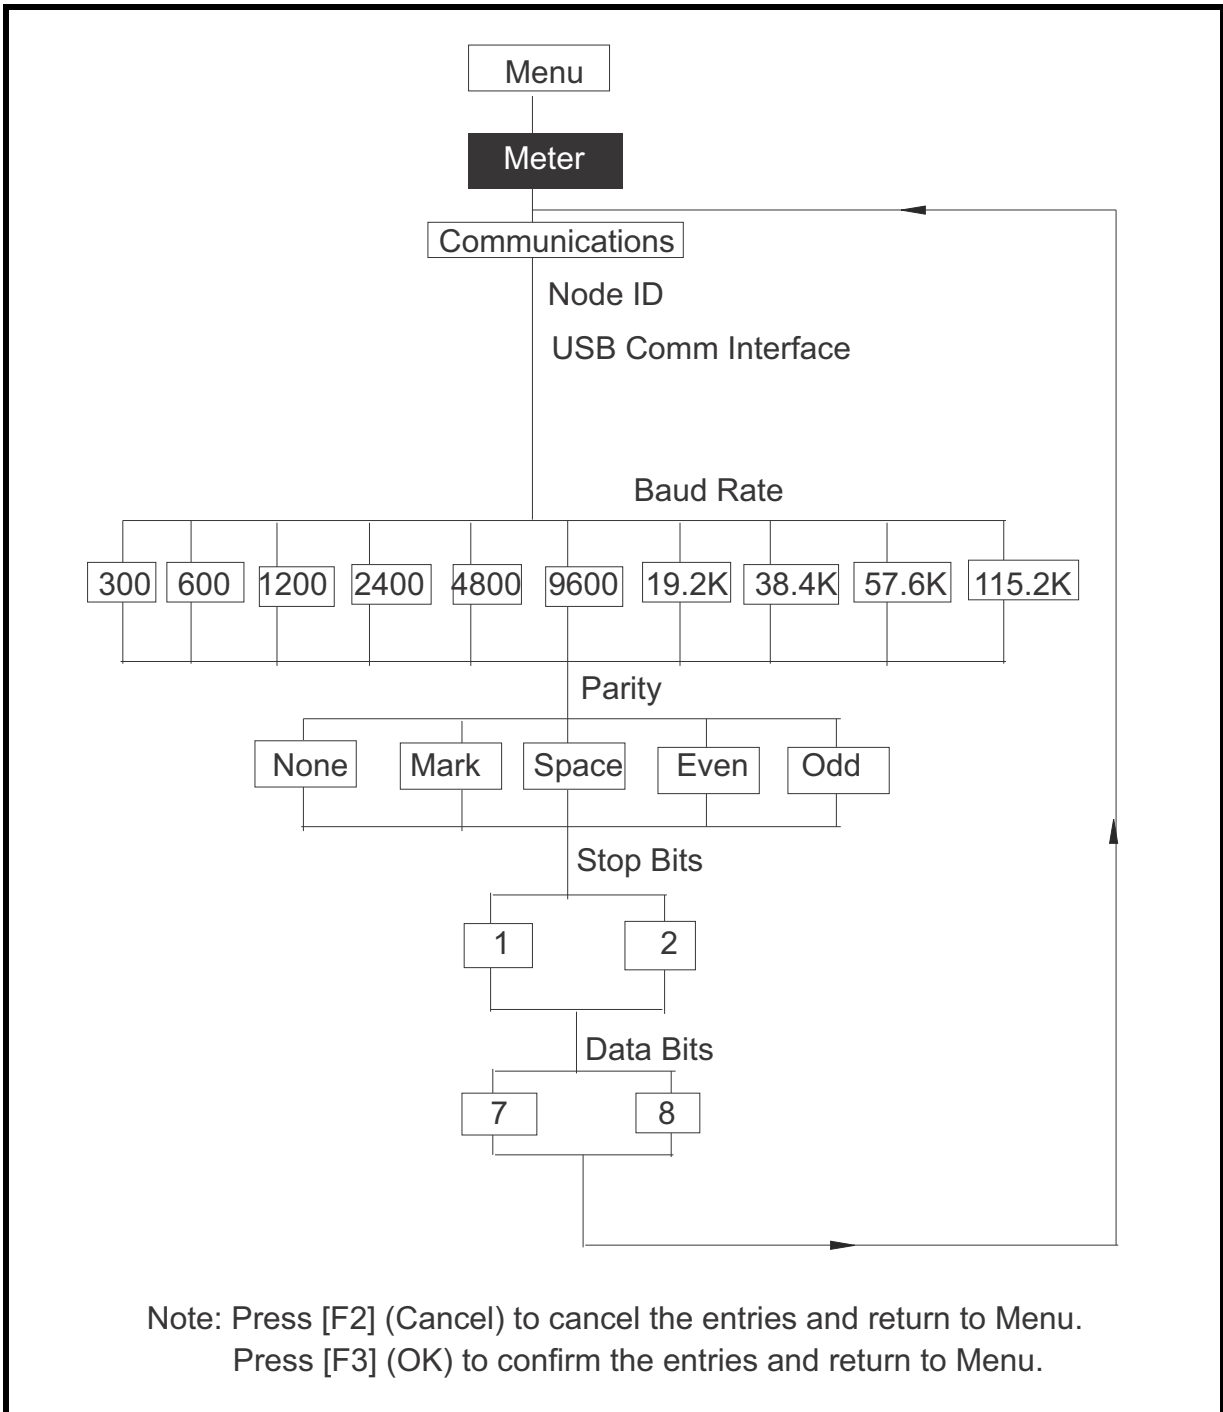 Menu
Meter
Communications
Node ID
USB Comm Interface
Baud Rate
300 600 1200 2400 4800 9600 19.2K 38.4K 57.6K 115.2K
Parity
None Mark Space Even Odd
Stop Bits
1 2
Data Bits
7 8
Note: Press [F2] (Cancel) to cancel the entries and return to Menu.
Press [F3] (OK) to confirm the entries and return to Menu.